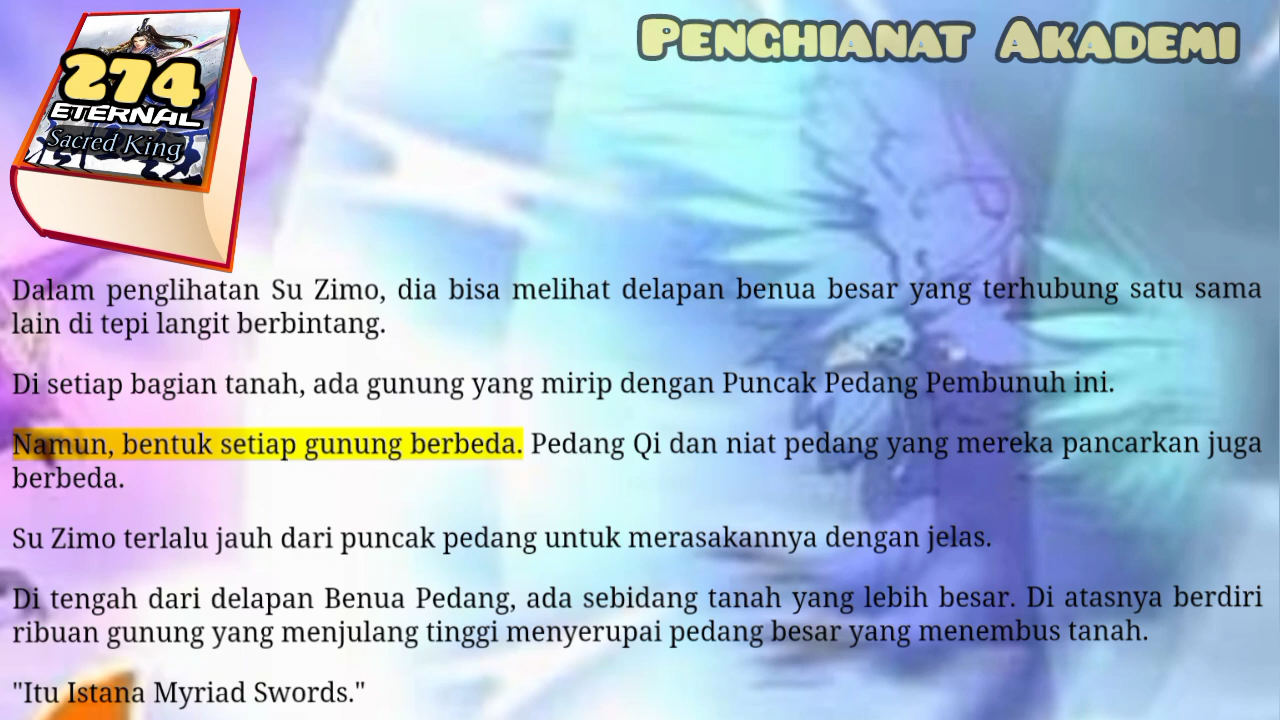 Penghianat Akademi
274
ETERNAL
Sacred King
Dalam penglihatan Su Zimo, dia bisa melihat delapan benua besar yang terhubung satu sama
lain di tepi langit berbintang.
Di setiap bagian tanah, ada gunung yang mirip dengan Puncak Pedang Pembunuh ini.
Namun, bentuk setiap gunung berbeda. Pedang Qi dan niat pedang yang mereka pancarkan juga
berbeda.
Su Zimo terlalu jauh dari puncak pedang untuk merasakannya dengan jelas.
Di tengah dari delapan Benua Pedang, ada sebidang tanah yang lebih besar. Di atasnya berdiri
ribuan gunung yang menjulang tinggi menyerupai pedang besar yang menembus tanah.
"Itu Istana Myriad Swords."